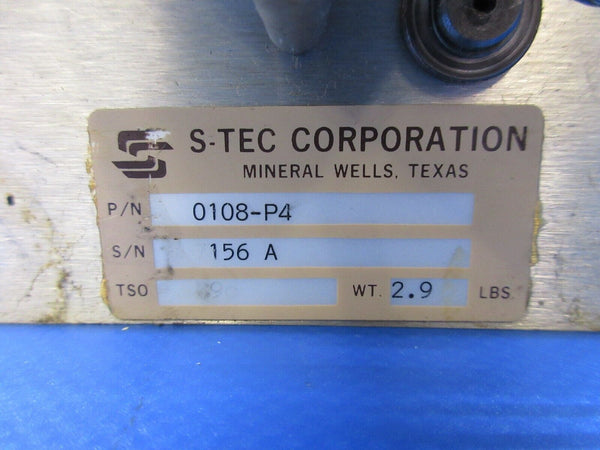 S-TEC CORPORATION
MINERAL WELLS, TEXAS
P/N 0108-P4
S/N 156 A
TSO WT. 2.9 LBS.